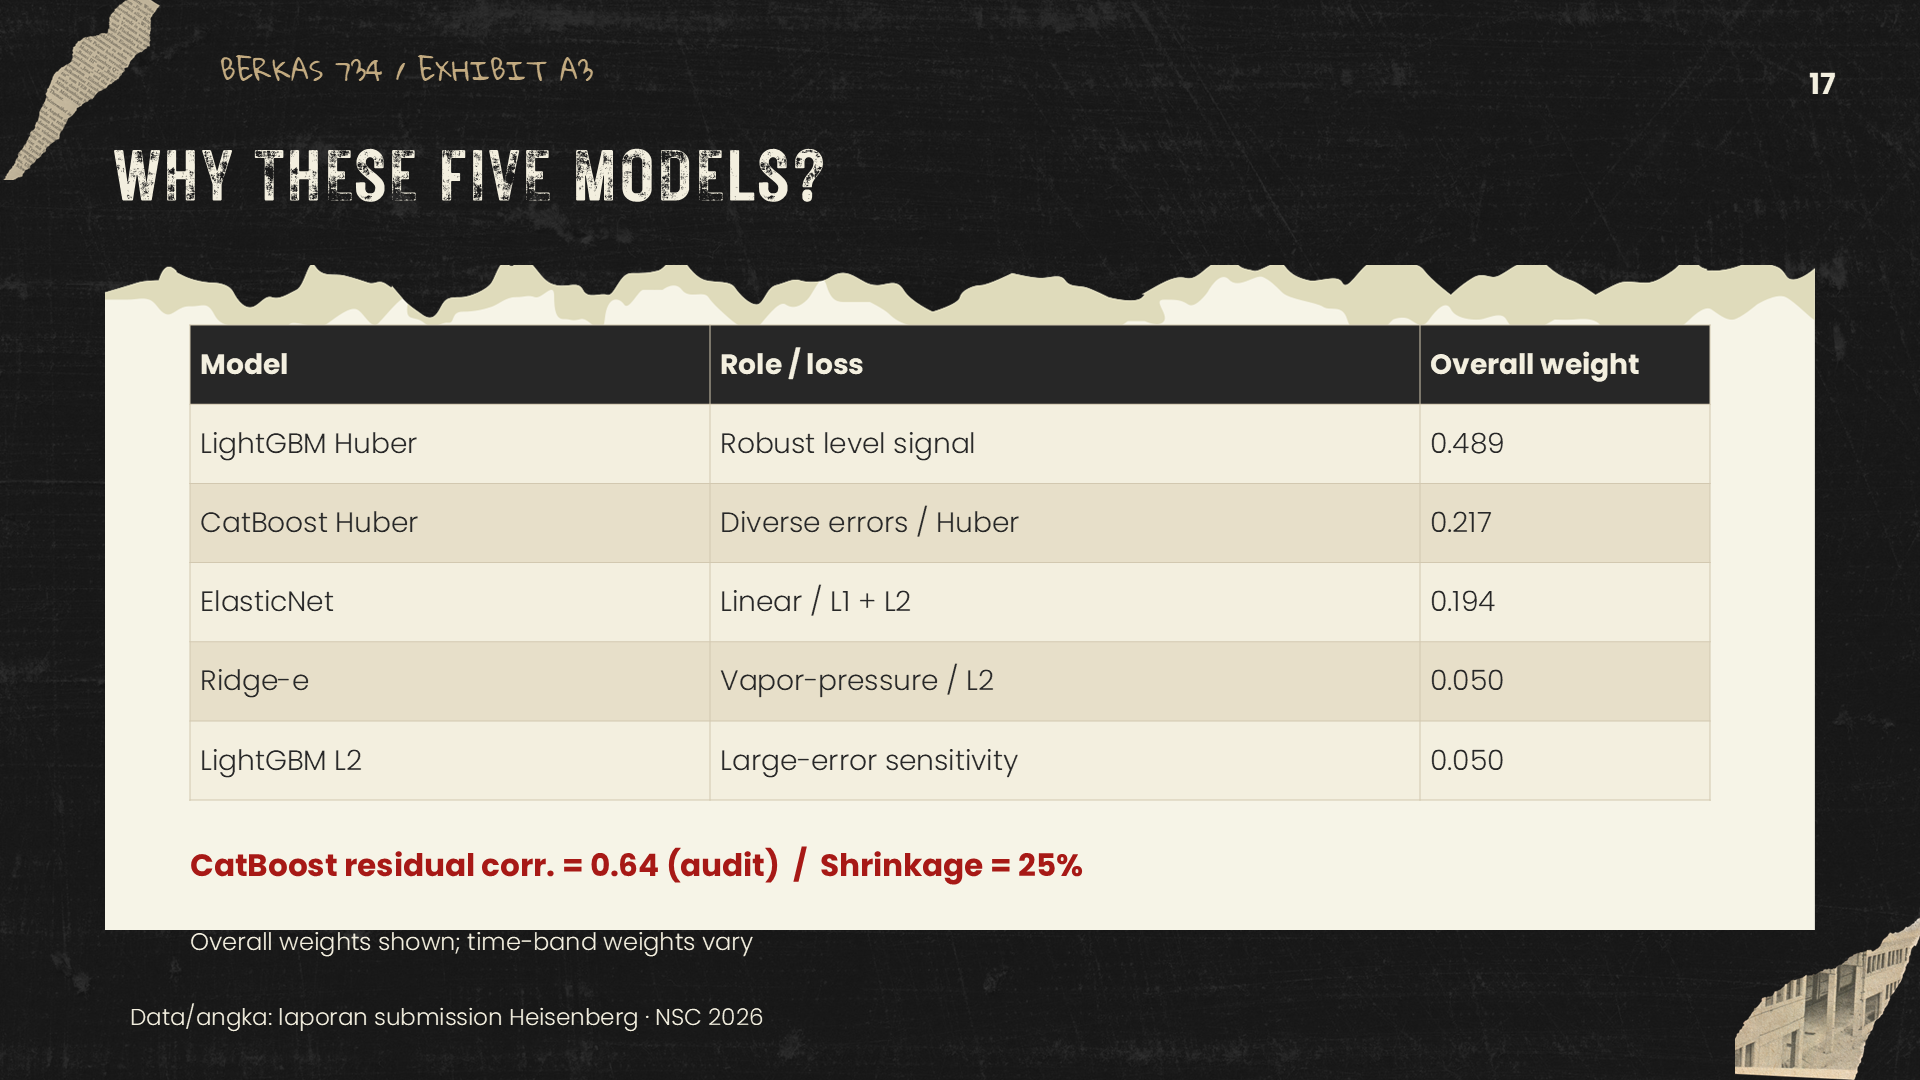 BERKAS 734 / EXHIBIT A3
17
WHY THESE FIVE MODELS?
Model Role / loss Overall weight
LightGBM Huber Robust level signal 0.489
CatBoost Huber Diverse errors / Huber 0.217
ElasticNet Linear / L1 + L2 0.194
Ridge-e Vapor-pressure / L2 0.050
LightGBM L2 Large-error sensitivity 0.050
CatBoost residual corr. = 0.64 (audit) / Shrinkage = 25%
Overall weights shown; time-band weights vary
Data/angka: laporan submission Heisenberg · NSC 2026